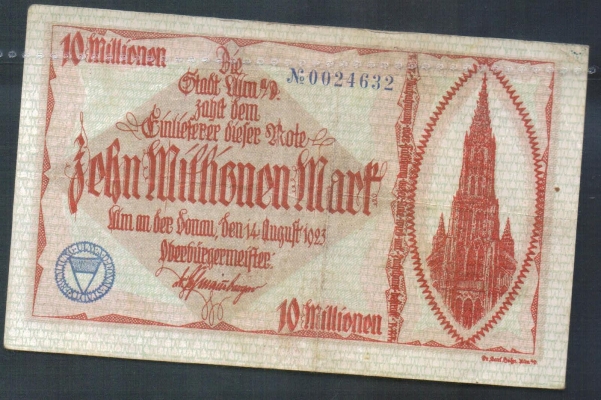 10 Millionen
Die
Stadt Ulm a/D.
zahlt dem
Einlieferer dieser Note
№ 0024632
Zehn Millionen Mark
Ulm an der Donau, den 14. August 1923
Oberbürgermeister
10 Millionen